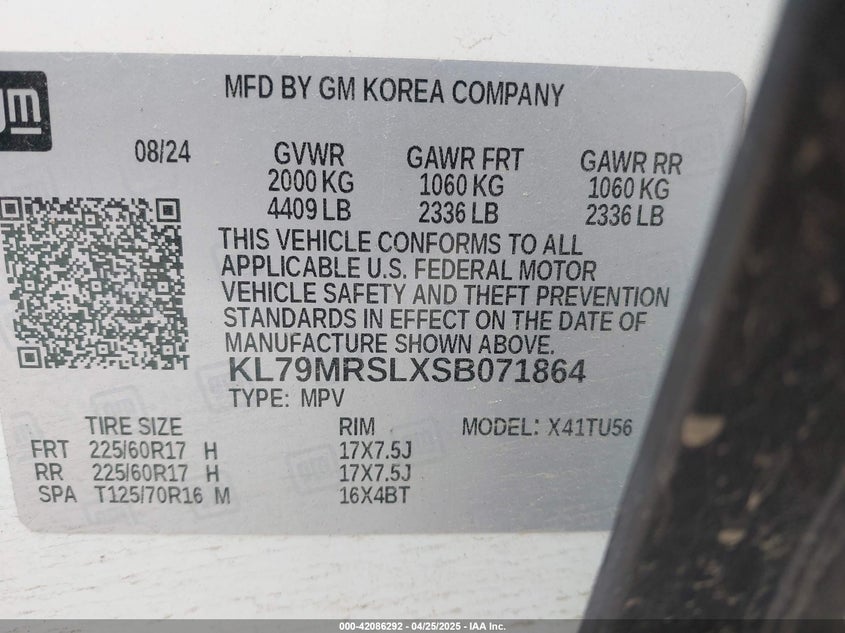 gm
MFD BY GM KOREA COMPANY
08/24 GVWR GAWR FRT GAWR RR
2000 KG 1060 KG 1060 KG
4409 LB 2336 LB 2336 LB
THIS VEHICLE CONFORMS TO ALL
APPLICABLE U.S. FEDERAL MOTOR
VEHICLE SAFETY AND THEFT PREVENTION
STANDARDS IN EFFECT ON THE DATE OF
MANUFACTURE SHOWN ABOVE.
KL79MRSLXSB071864
TYPE: MPV
TIRE SIZE RIM MODEL: X41TU56
FRT 225/60R17 H 17X7.5J
RR 225/60R17 H 17X7.5J
SPA T125/70R16 M 16X4BT
000-42086292 - 04/25/2025 - IAA Inc.